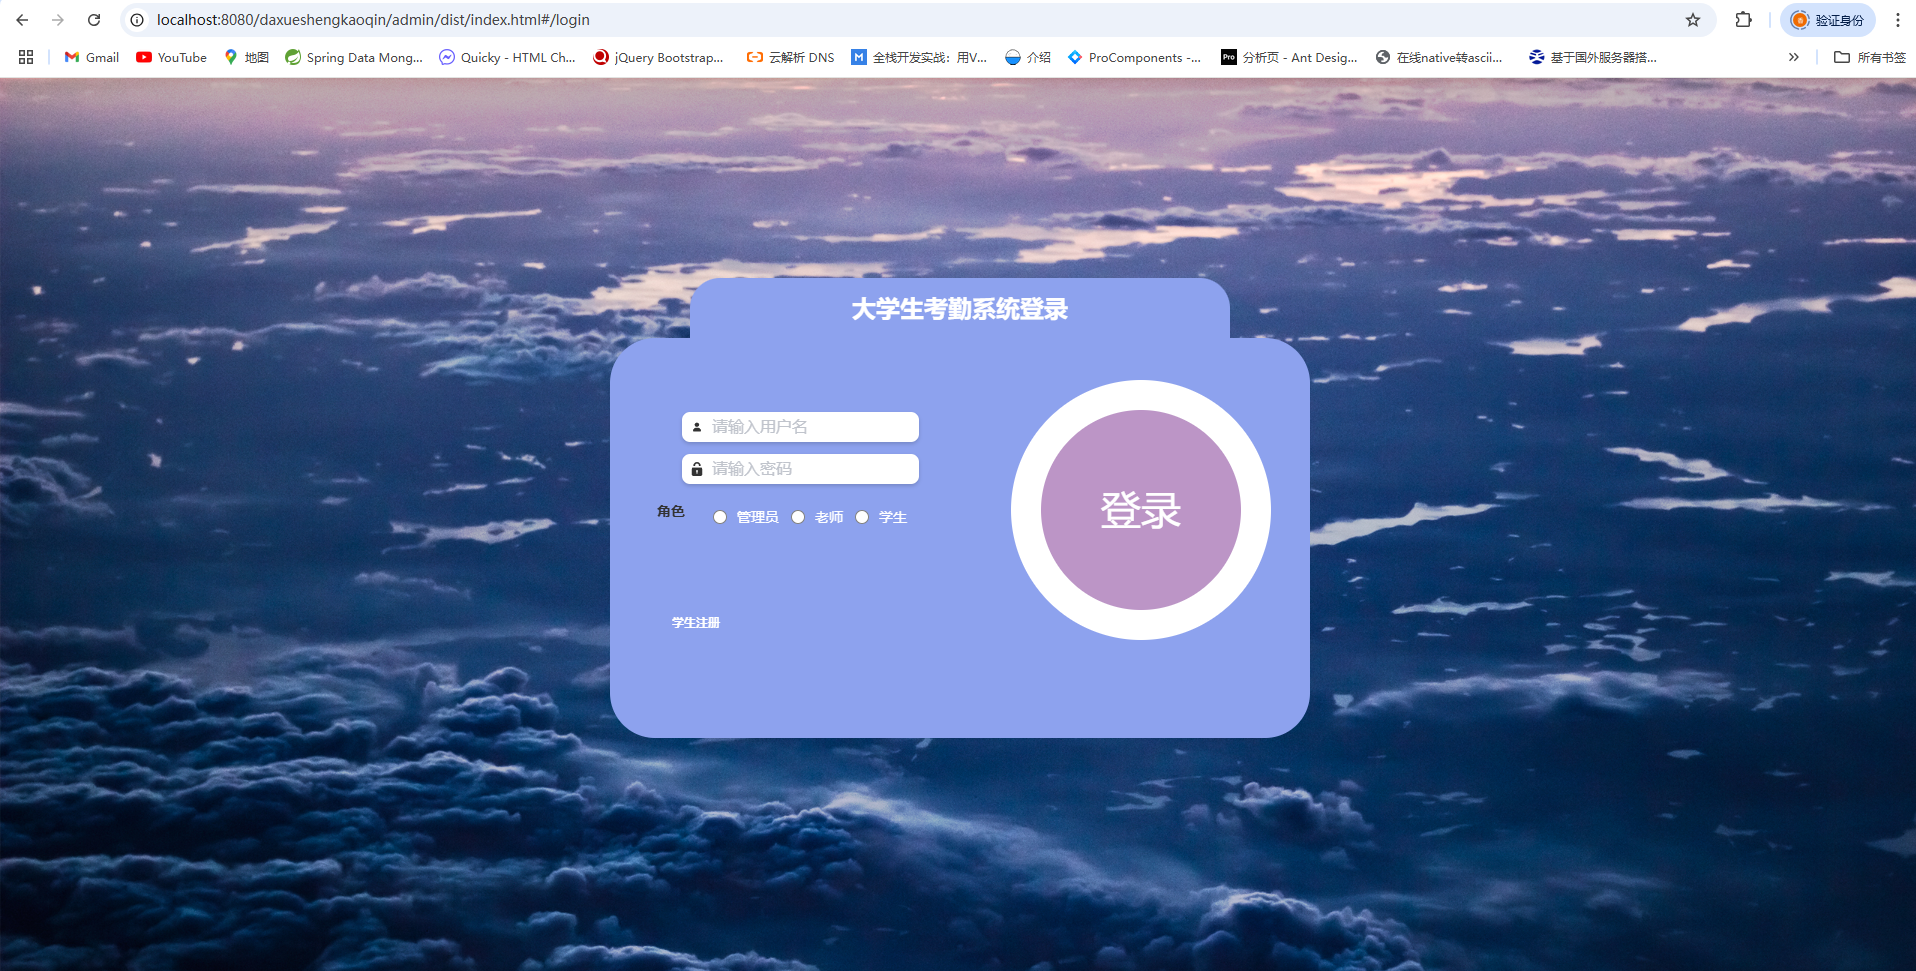 localhost:8080/daxueshengkaoqin/admin/dist/index.html#/login
验证身份
Gmail
YouTube
地图
Spring Data Mong...
Quicky - HTML Ch...
jQuery Bootstrap...
云解析 DNS
全栈开发实战：用V...
介绍
ProComponents -...
分析页 - Ant Desig...
在线native转ascii...
基于国外服务器搭...
所有书签
大学生考勤系统登录
请输入用户名
请输入密码
角色
管理员
老师
学生
登录
学生注册